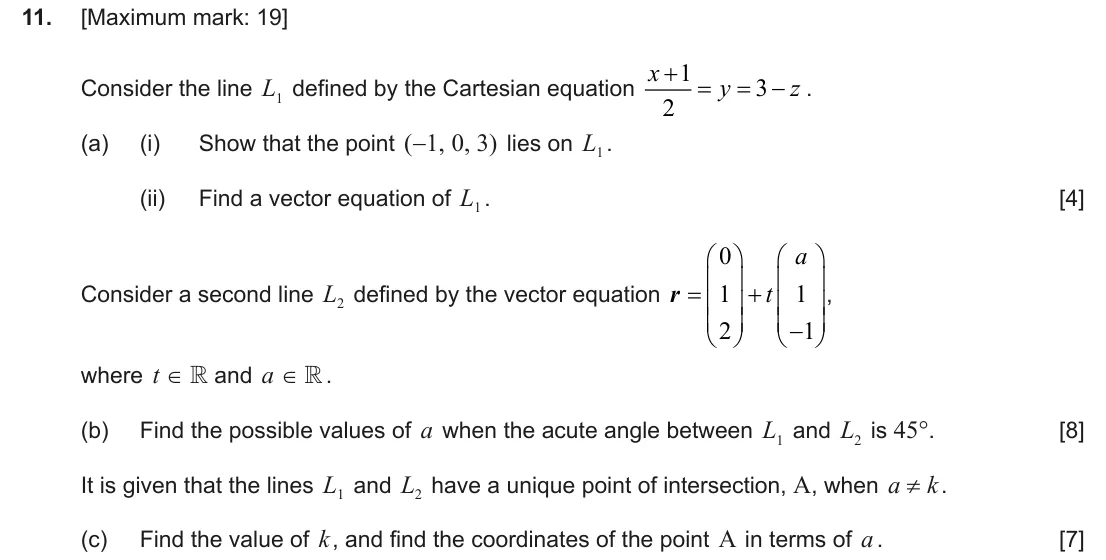 11. [Maximum mark: 19]
Consider the line L₁ defined by the Cartesian equation (x+1)/2 = y = 3 − z .
(a) (i) Show that the point (−1, 0, 3) lies on L₁.
(ii) Find a vector equation of L₁. [4]
Consider a second line L₂ defined by the vector equation r = (0 1 2) + t (a 1 −1),
where t ∈ ℝ and a ∈ ℝ.
(b) Find the possible values of a when the acute angle between L₁ and L₂ is 45°. [8]
It is given that the lines L₁ and L₂ have a unique point of intersection, A, when a ≠ k.
(c) Find the value of k, and find the coordinates of the point A in terms of a. [7]